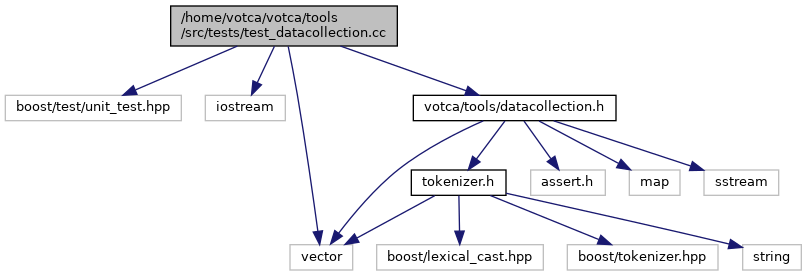 /home/votca/votca/tools
/src/tests/test_datacollection.cc
boost/test/unit_test.hpp
iostream
votca/tools/datacollection.h
tokenizer.h
assert.h
map
sstream
vector
boost/lexical_cast.hpp
boost/tokenizer.hpp
string